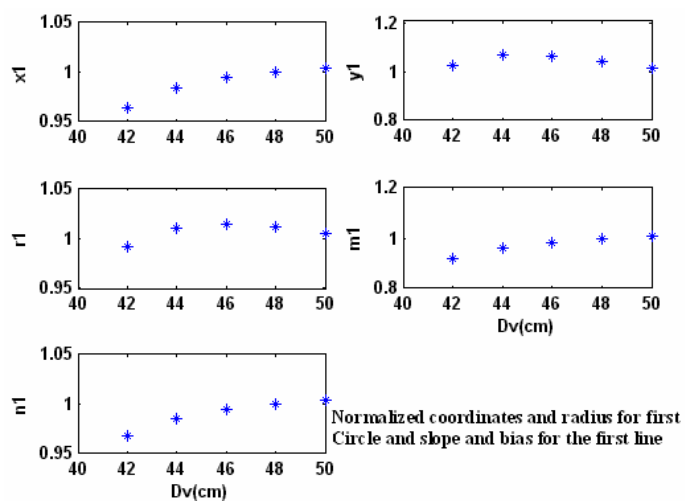 1.05
1
0.95
x1
40 42 44 46 48 50
1.2
1
0.8
y1
40 42 44 46 48 50
1.05
1
0.95
r1
40 42 44 46 48 50
1.2
1
0.8
m1
40 42 44 46 48 50
Dv(cm)
1.05
1
0.95
n1
40 42 44 46 48 50
Dv(cm)
Normalized coordinates and radius for first
Circle and slope and bias for the first line